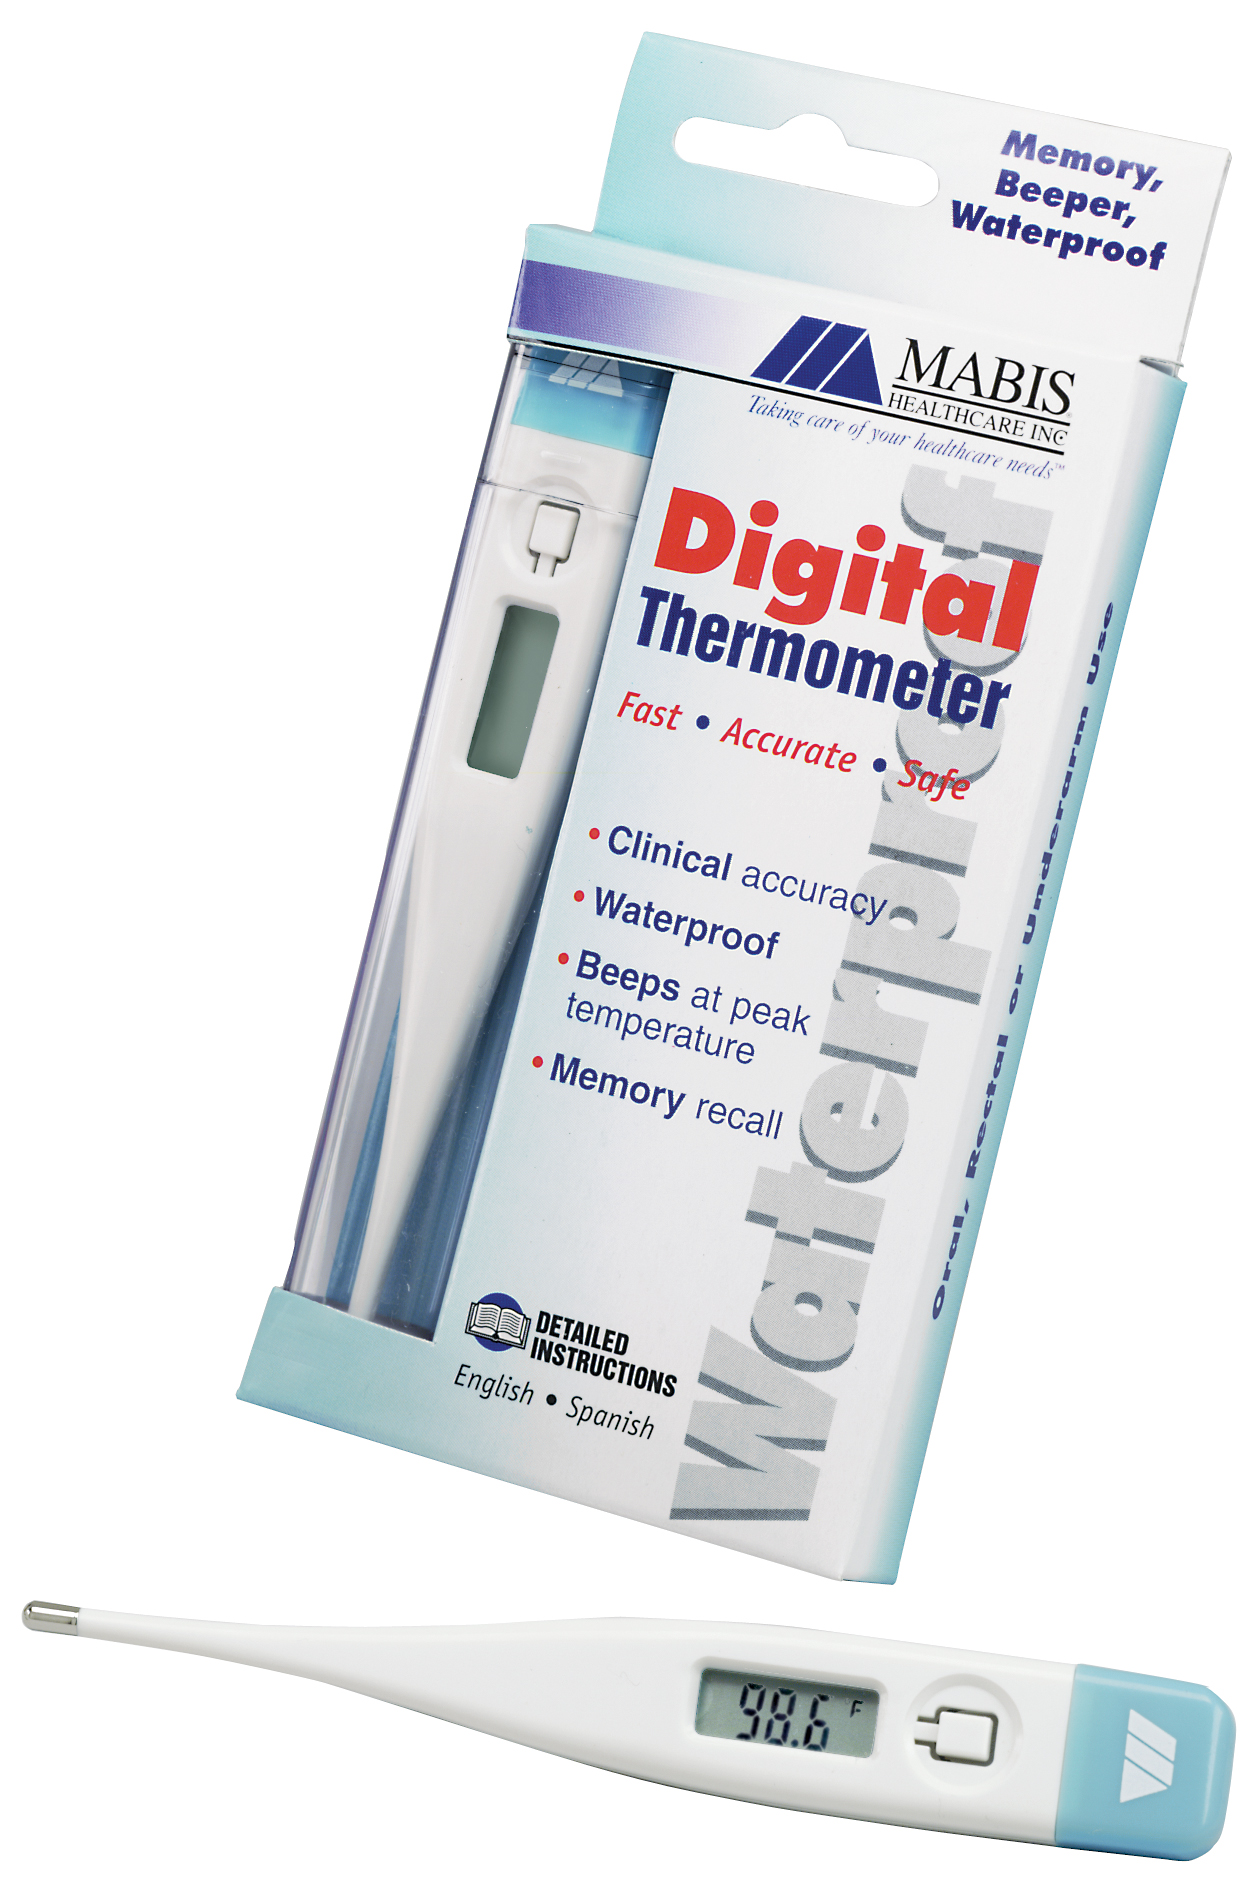 Memory,
Beeper,
Waterproof
MABIS®
HEALTHCARE INC
Taking care of your healthcare needs™
Digital
Thermometer
Fast • Accurate • Safe
• Clinical accuracy
• Waterproof
• Beeps at peak
temperature
• Memory recall
Waterproof
Oral, Rectal or Underarm Use
DETAILED
INSTRUCTIONS
English • Spanish
98.6 F